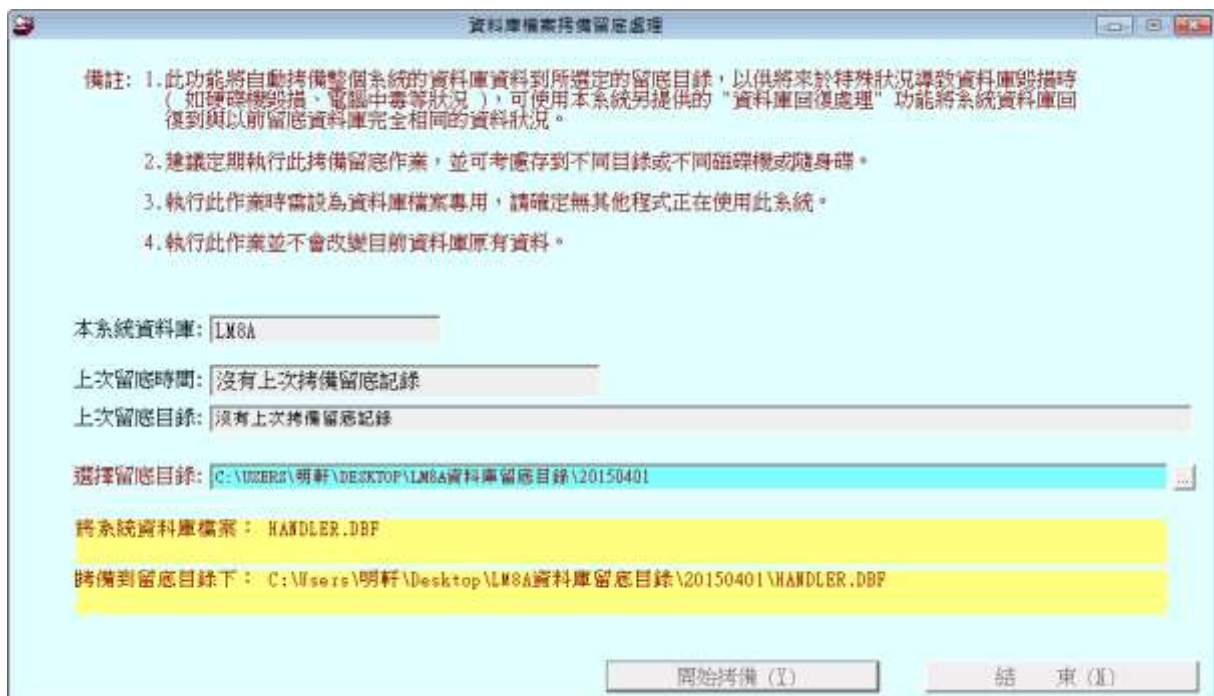 資料庫檔案拷備留底處理
備註: 1.此功能將自動拷備整個系統的資料庫資料到所選定的留底目錄，以供將來於特殊狀況導致資料庫毀損時
( 如硬碟機毀損、電腦中毒等狀況 )，可使用本系統另提供的 "資料庫回復處理" 功能將系統資料庫回
復到與以前留底資料庫完全相同的資料狀況。
2.建議定期執行此拷備留底作業，並可考慮存到不同目錄或不同磁碟機或隨身碟。
3.執行此作業時需設為資料庫檔案專用，請確定無其他程式正在使用此系統。
4.執行此作業並不會改變目前資料庫原有資料。
本系統資料庫: LM8A
上次留底時間: 沒有上次拷備留底記錄
上次留底目錄: 沒有上次拷備留底記錄
選擇留底目錄: C:\USERS\明軒\DESKTOP\LM8A資料庫留底目錄\20150401 ...
將系統資料庫檔案： HANDLER.DBF
拷備到留底目錄下： C:\Users\明軒\Desktop\LM8A資料庫留底目錄\20150401\HANDLER.DBF
開始拷備 (Y) 結 束 (N)